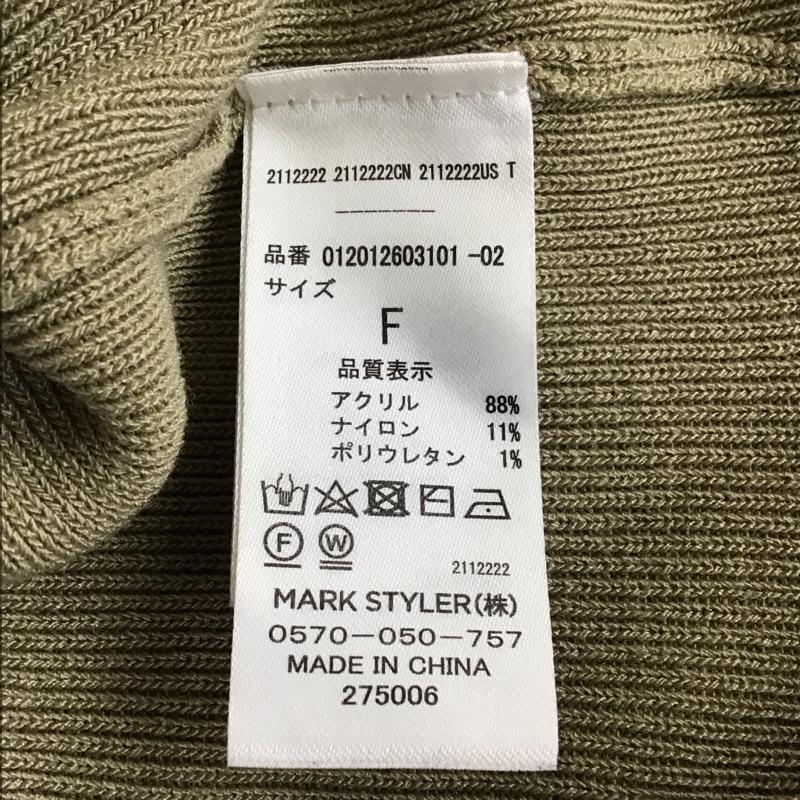 2112222 2112222CN 2112222US T
-------
品番 012012603101 -02
サイズ
F
品質表示
アクリル 88%
ナイロン 11%
ポリウレタン 1%
F W
2112222
MARK STYLER(株)
0570-050-757
MADE IN CHINA
275006